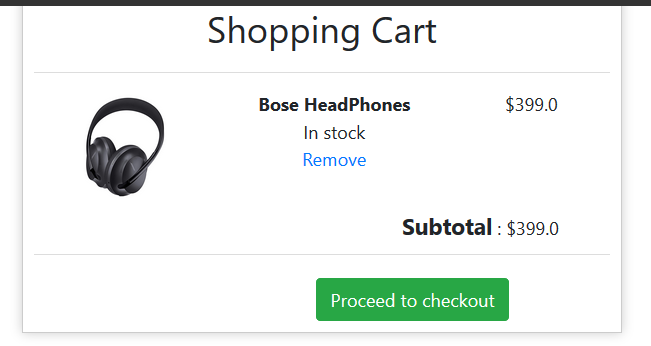 Shopping Cart
Bose HeadPhones $399.0
In stock
Remove
Subtotal : $399.0
Proceed to checkout